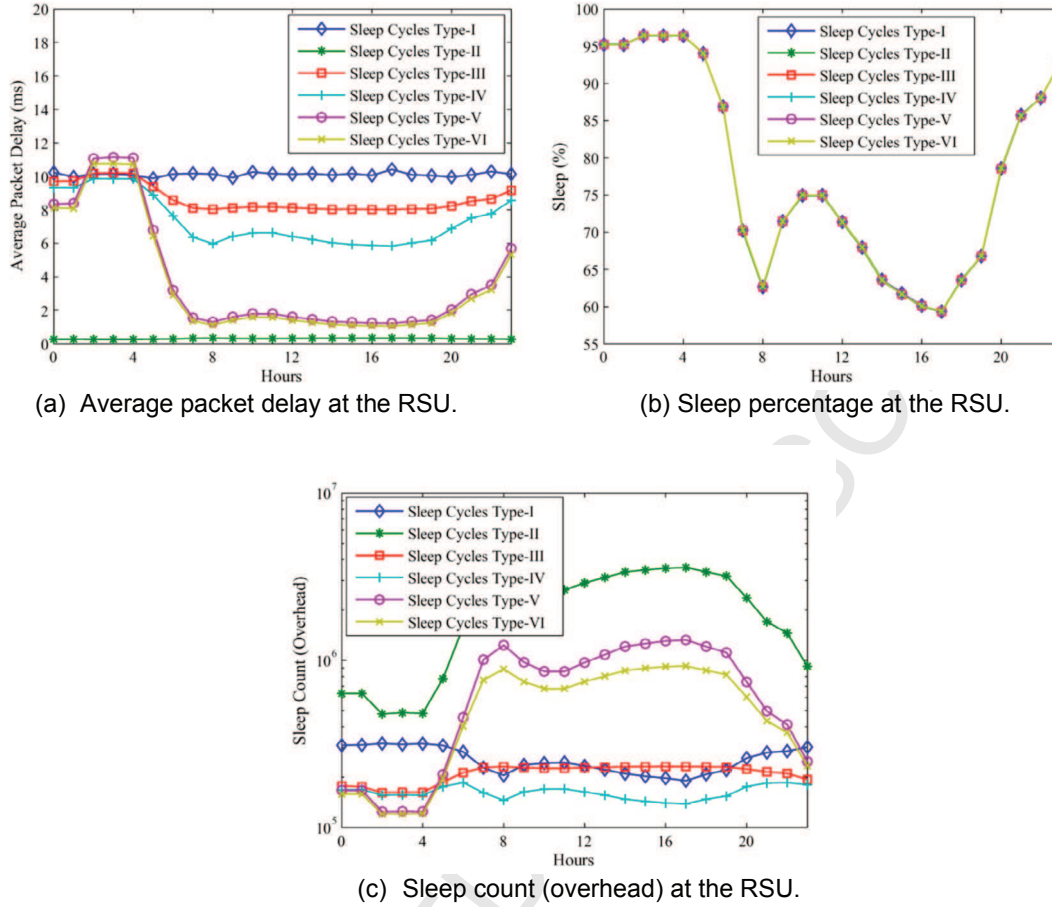 20
18
16
14
12
10
8
6
4
2
0
Average Packet Delay (ms)
Sleep Cycles Type-I
Sleep Cycles Type-II
Sleep Cycles Type-III
Sleep Cycles Type-IV
Sleep Cycles Type-V
Sleep Cycles Type-VI
0 4 8 12 16 20
Hours
(a) Average packet delay at the RSU.
100
95
90
85
80
75
70
65
60
55
Sleep (%)
Sleep Cycles Type-I
Sleep Cycles Type-II
Sleep Cycles Type-III
Sleep Cycles Type-IV
Sleep Cycles Type-V
Sleep Cycles Type-VI
0 4 8 12 16 20
Hours
(b) Sleep percentage at the RSU.
10^7
10^6
10^5
Sleep Count (Overhead)
Sleep Cycles Type-I
Sleep Cycles Type-II
Sleep Cycles Type-III
Sleep Cycles Type-IV
Sleep Cycles Type-V
Sleep Cycles Type-VI
0 4 8 12 16 20
Hours
(c) Sleep count (overhead) at the RSU.